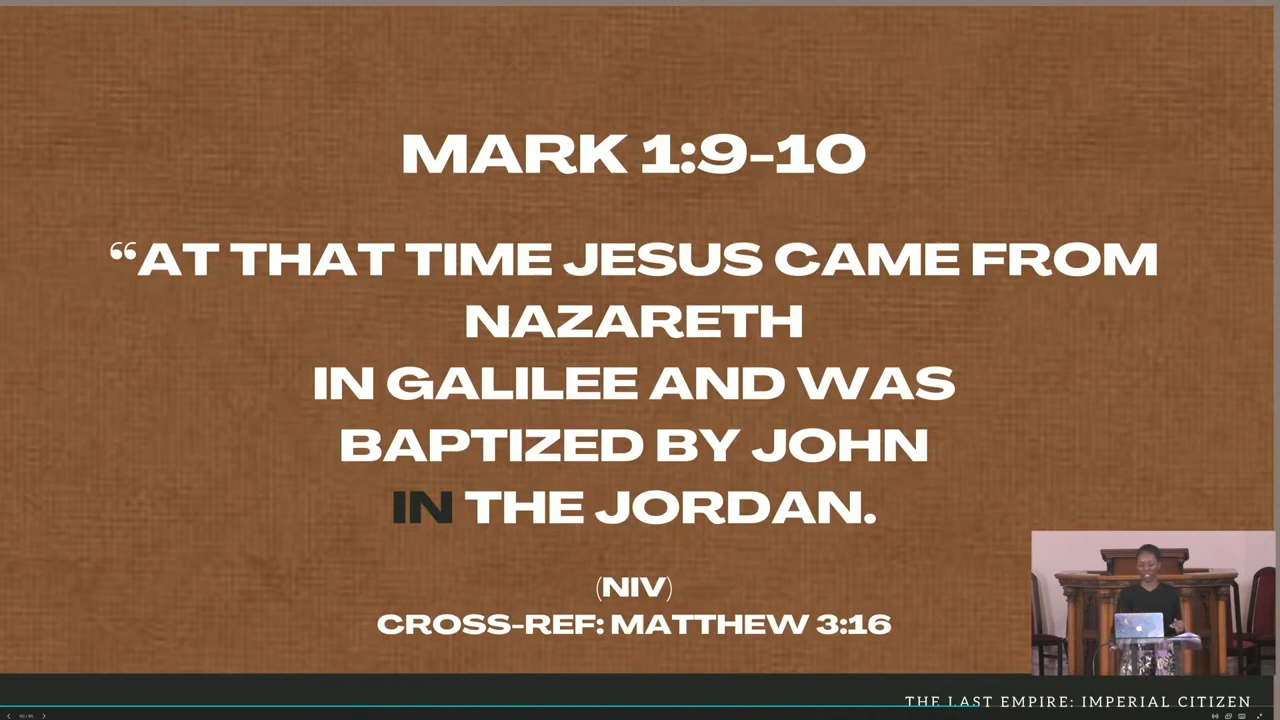 MARK 1:9-10
“AT THAT TIME JESUS CAME FROM
NAZARETH
IN GALILEE AND WAS
BAPTIZED BY JOHN
IN THE JORDAN.
(NIV)
CROSS-REF: MATTHEW 3:16
THE LAST EMPIRE: IMPERIAL CITIZEN